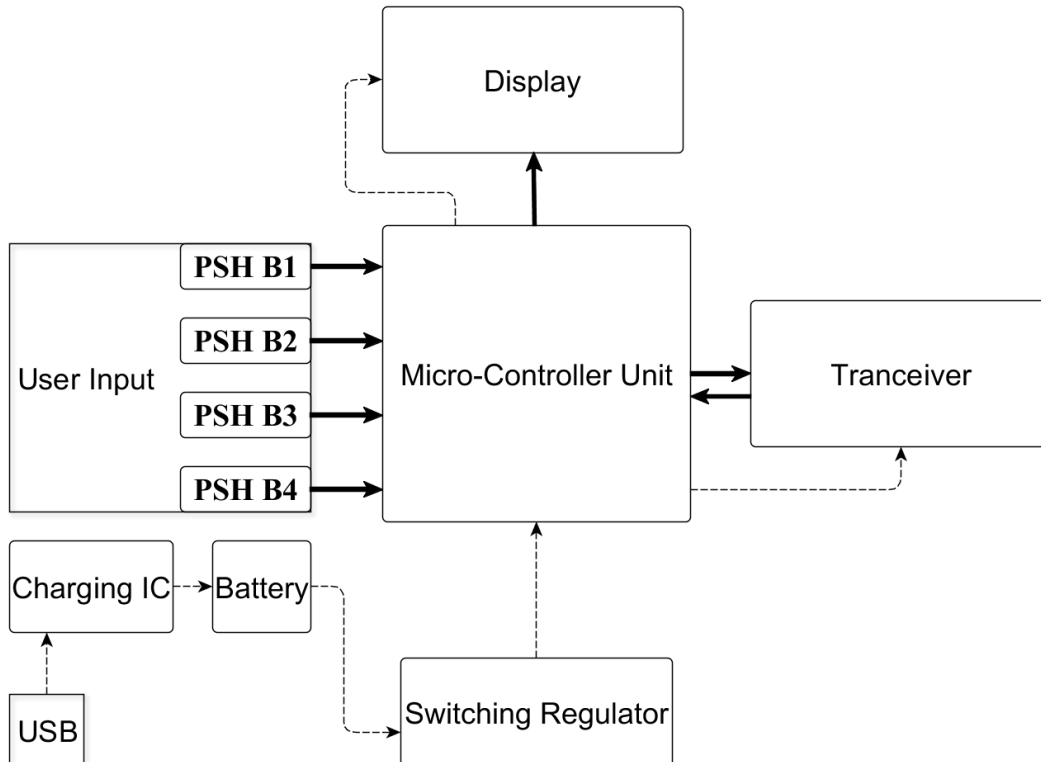 Display
PSH B1
PSH B2
User Input
Micro-Controller Unit
Tranceiver
PSH B3
PSH B4
Charging IC
Battery
Switching Regulator
USB